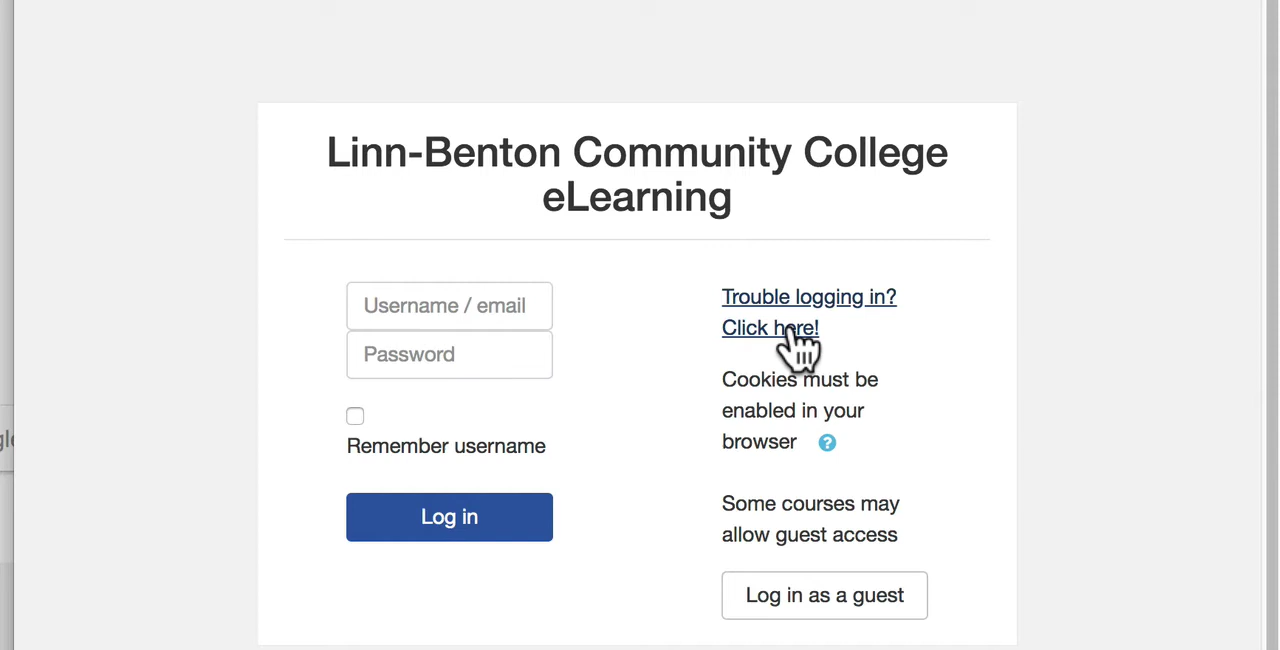 Linn-Benton Community College
eLearning
Username / email
Password
Remember username
Log in
Trouble logging in?
Click here!
Cookies must be
enabled in your
browser
Some courses may
allow guest access
Log in as a guest